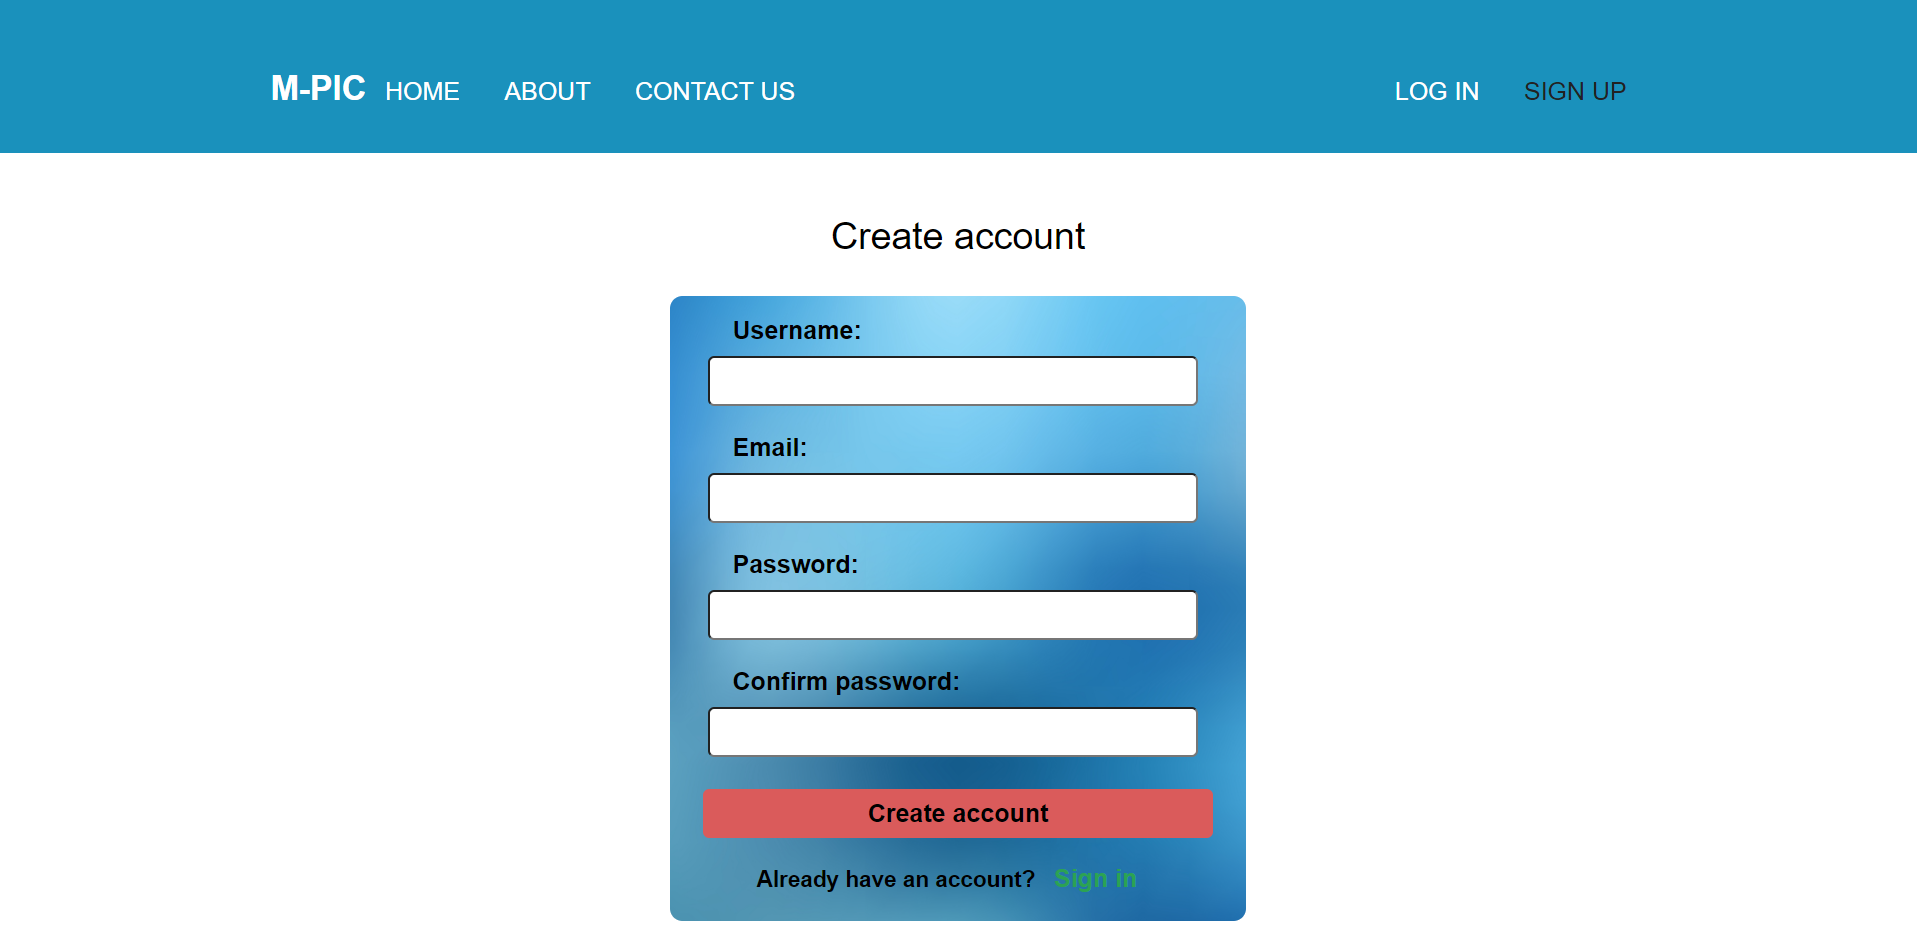 M-PIC HOME ABOUT CONTACT US LOG IN SIGN UP
Create account
Username:
Email:
Password:
Confirm password:
Create account
Already have an account? Sign in